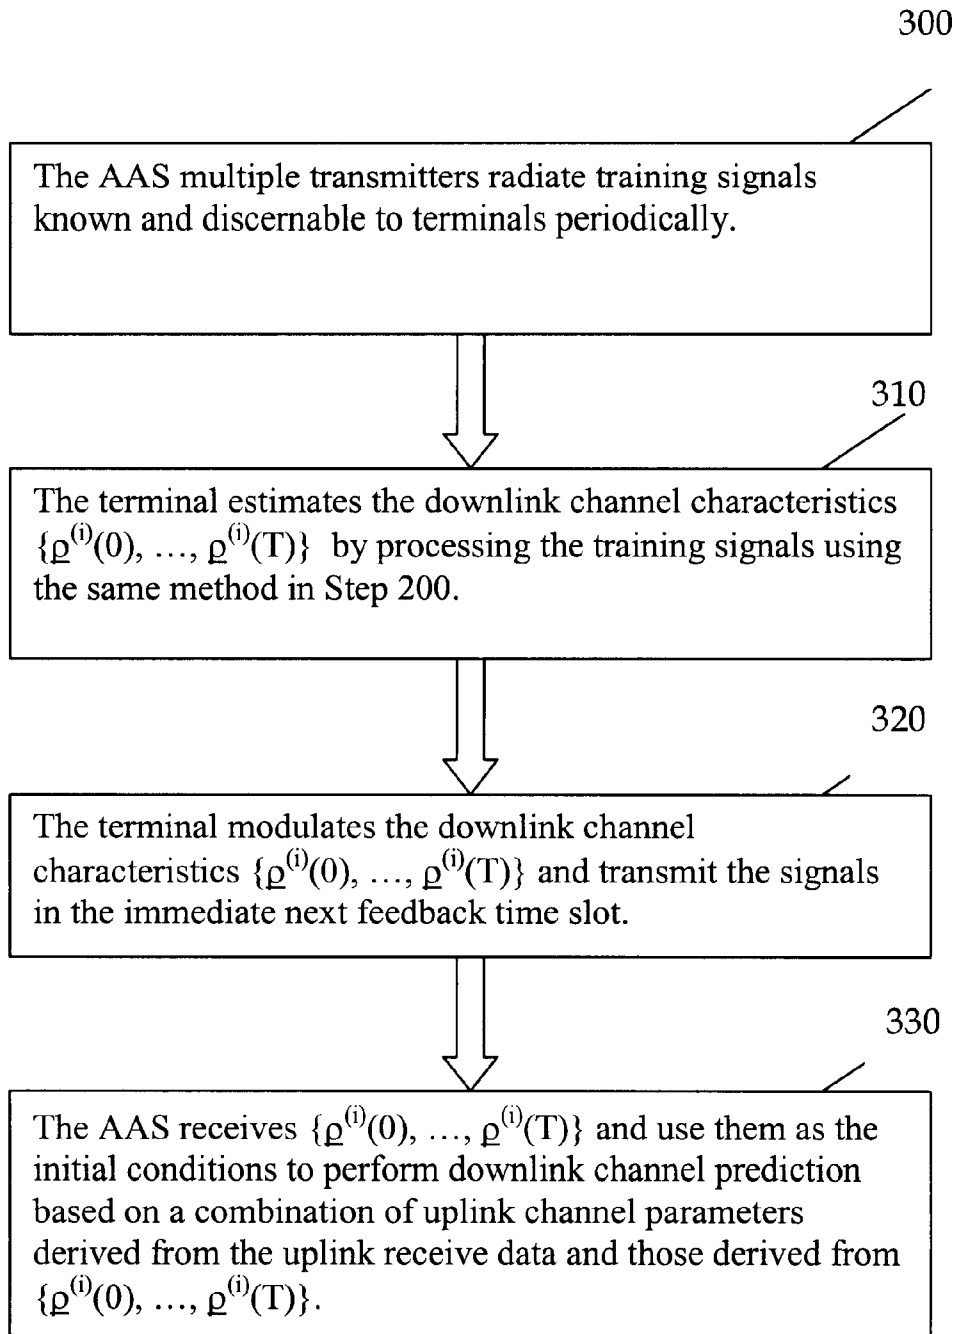 300
The AAS multiple transmitters radiate training signals
known and discernable to terminals periodically.
310
The terminal estimates the downlink channel characteristics
{ρ̲⁽ⁱ⁾(0), …, ρ̲⁽ⁱ⁾(T)} by processing the training signals using
the same method in Step 200.
320
The terminal modulates the downlink channel
characteristics {ρ̲⁽ⁱ⁾(0), …, ρ̲⁽ⁱ⁾(T)} and transmit the signals
in the immediate next feedback time slot.
330
The AAS receives {ρ̲⁽ⁱ⁾(0), …, ρ̲⁽ⁱ⁾(T)} and use them as the
initial conditions to perform downlink channel prediction
based on a combination of uplink channel parameters
derived from the uplink receive data and those derived from
{ρ̲⁽ⁱ⁾(0), …, ρ̲⁽ⁱ⁾(T)}.